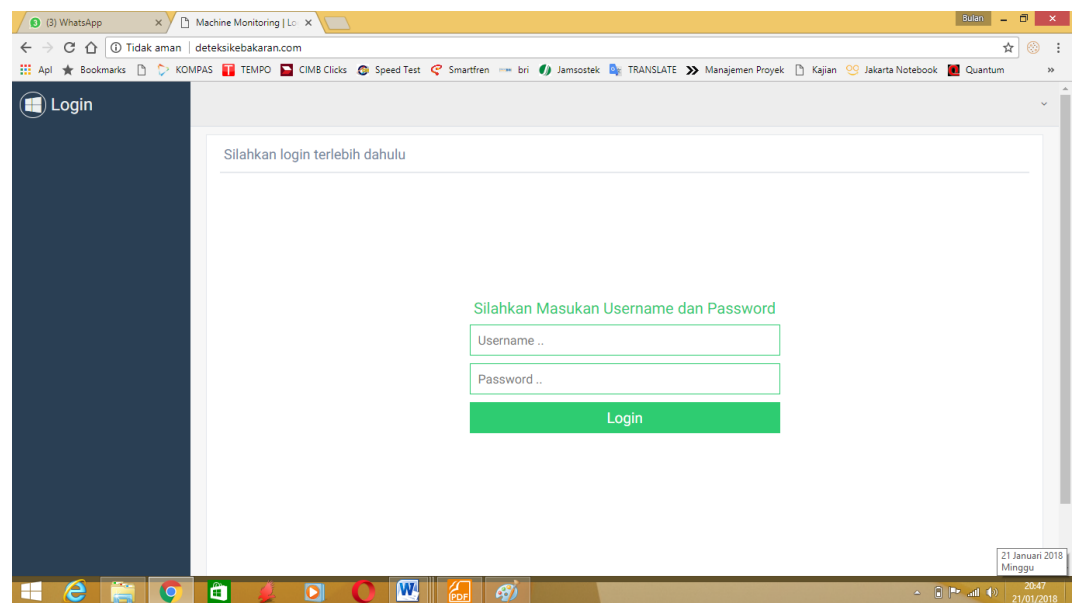 (3) WhatsApp
Machine Monitoring | Lo
Bulan
Tidak aman | deteksikebakaran.com
Apl Bookmarks KOMPAS TEMPO CIMB Clicks Speed Test Smartfren bri Jamsostek TRANSLATE Manajemen Proyek Kajian Jakarta Notebook Quantum »
Login
Silahkan login terlebih dahulu
Silahkan Masukan Username dan Password
Username ..
Password ..
Login
21 Januari 2018
Minggu
PDF
20:47
21/01/2018